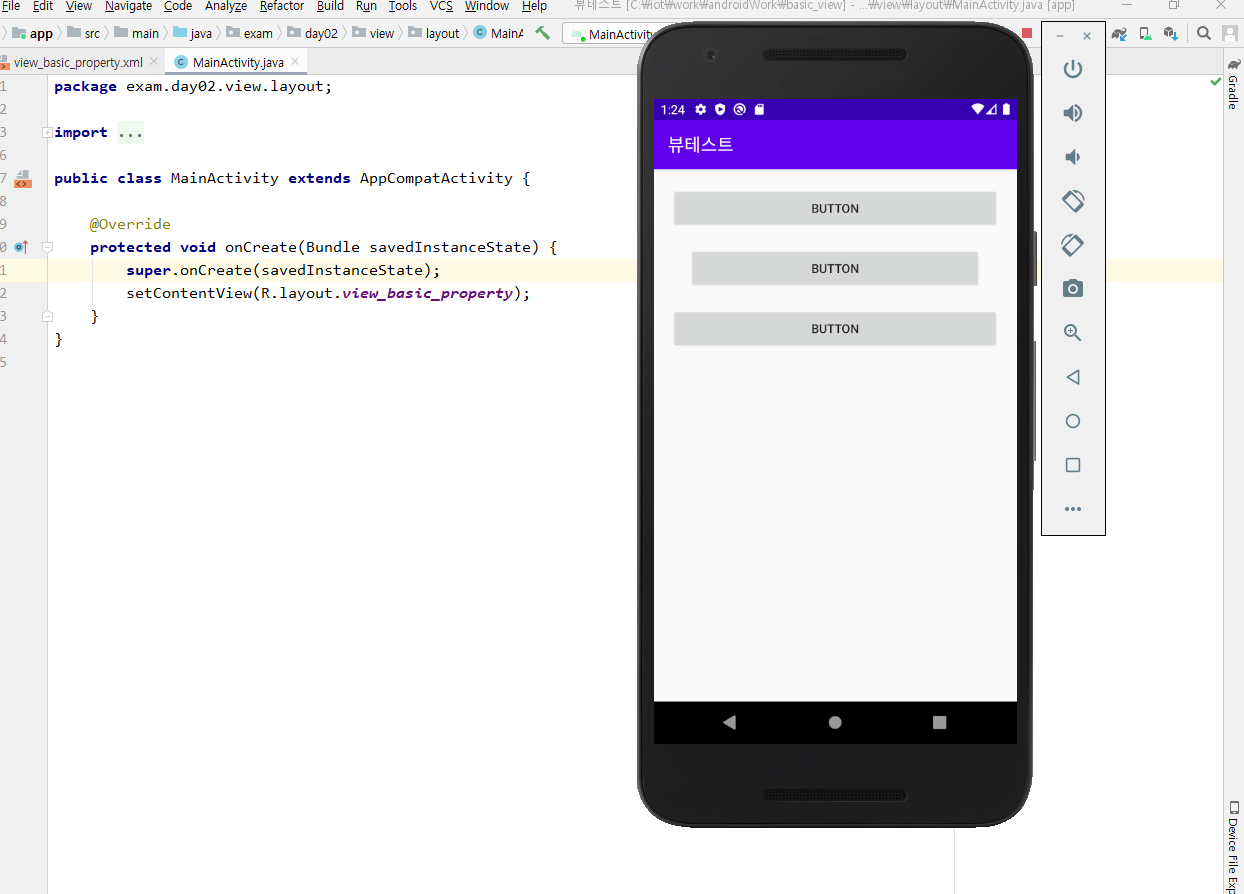 File Edit View Navigate Code Analyze Refactor Build Run Tools VCS Window Help 뷰테스트 [C:₩iot₩work₩androidWork₩basic_view] - ...₩view₩layout₩MainActivity.java [app]
app src main java exam day02 view layout MainA MainActivity
view_basic_property.xml MainActivity.java
1 package exam.day02.view.layout;
2
3 import ...
6
7 public class MainActivity extends AppCompatActivity {
8
9 @Override
0 protected void onCreate(Bundle savedInstanceState) {
1 super.onCreate(savedInstanceState);
2 setContentView(R.layout.view_basic_property);
3 }
4 }
5
1:24
뷰테스트
BUTTON
BUTTON
BUTTON
Gradle
Device File Exp